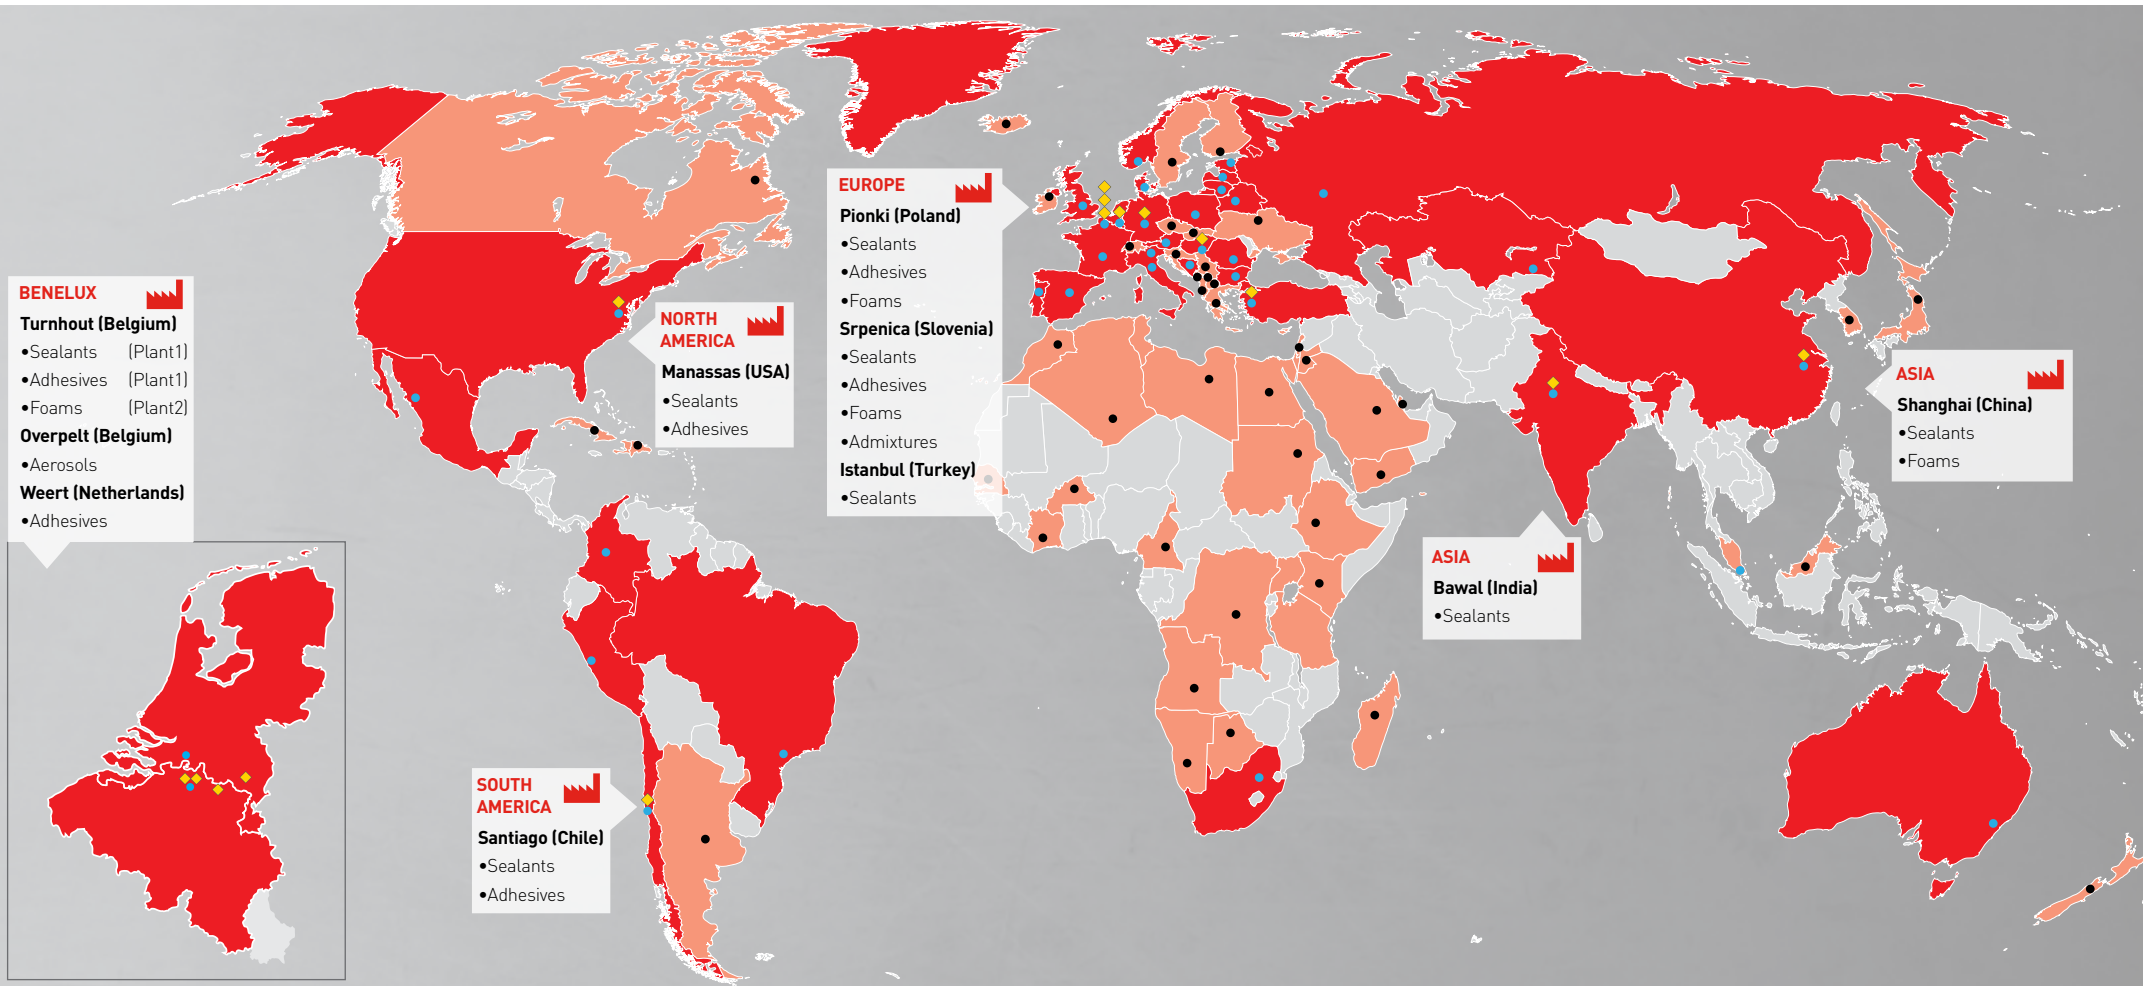 BENELUX
Turnhout (Belgium)
•Sealants (Plant1)
•Adhesives (Plant1)
•Foams (Plant2)
Overpelt (Belgium)
•Aerosols
Weert (Netherlands)
•Adhesives
NORTH
AMERICA
Manassas (USA)
•Sealants
•Adhesives
SOUTH
AMERICA
Santiago (Chile)
•Sealants
•Adhesives
EUROPE
Pionki (Poland)
•Sealants
•Adhesives
•Foams
Srpenica (Slovenia)
•Sealants
•Adhesives
•Foams
•Admixtures
Istanbul (Turkey)
•Sealants
ASIA
Bawal (India)
•Sealants
ASIA
Shanghai (China)
•Sealants
•Foams